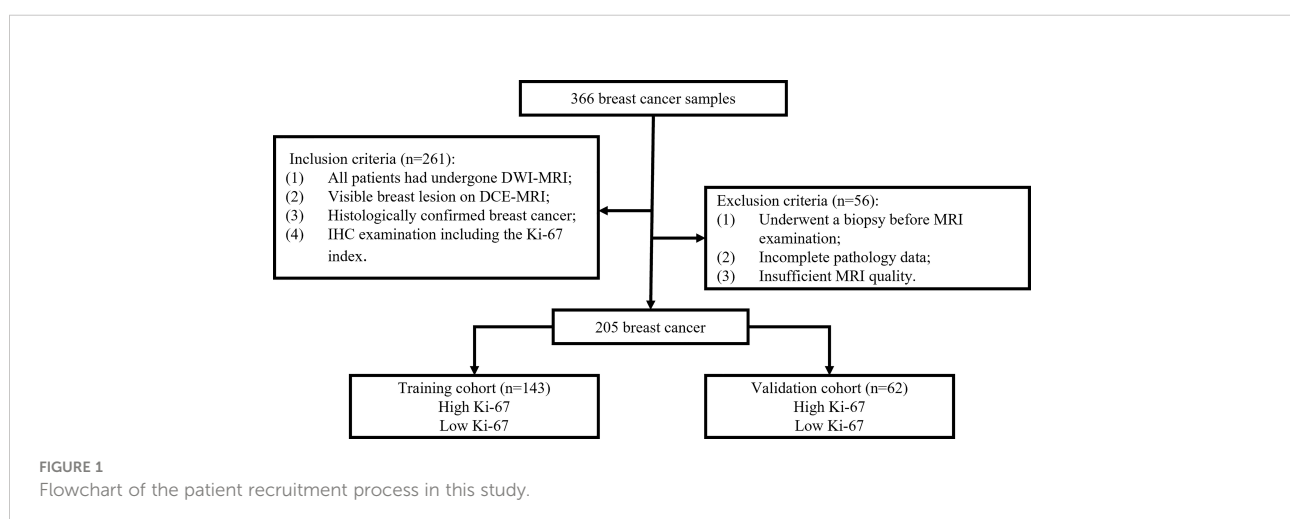 366 breast cancer samples
Inclusion criteria (n=261):
(1) All patients had undergone DWI-MRI;
(2) Visible breast lesion on DCE-MRI;
(3) Histologically confirmed breast cancer;
(4) IHC examination including the Ki-67
index.
Exclusion criteria (n=56):
(1) Underwent a biopsy before MRI
examination;
(2) Incomplete pathology data;
(3) Insufficient MRI quality.
205 breast cancer
Training cohort (n=143)
High Ki-67
Low Ki-67
Validation cohort (n=62)
High Ki-67
Low Ki-67
FIGURE 1
Flowchart of the patient recruitment process in this study.